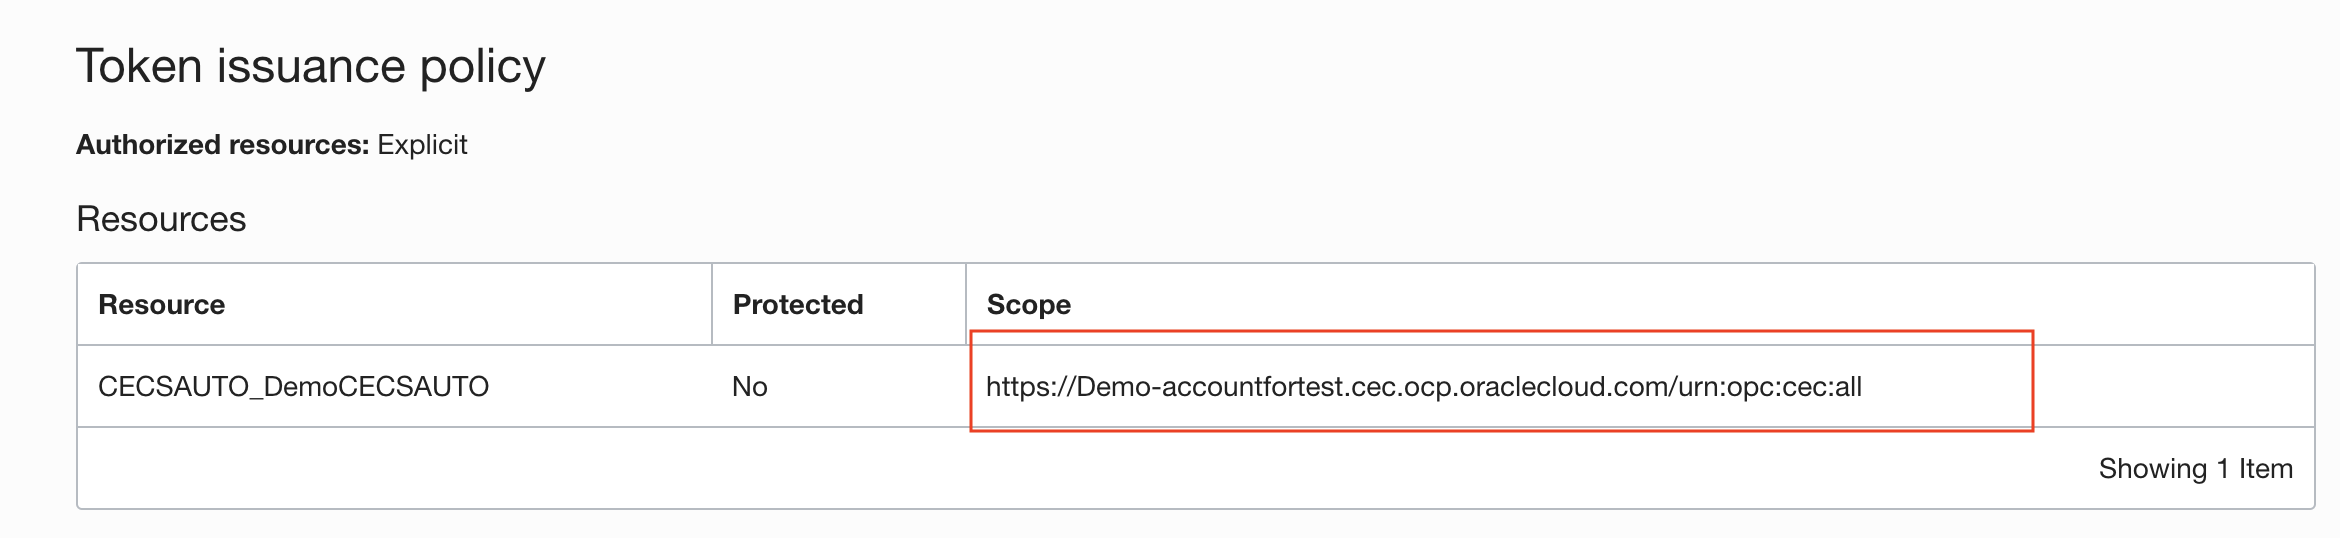 Token issuance policy
Authorized resources: Explicit
Resources
Resource Protected Scope
CECSAUTO_DemoCECSAUTO No https://Demo-accountfortest.cec.ocp.oraclecloud.com/urn:opc:cec:all
Showing 1 Item